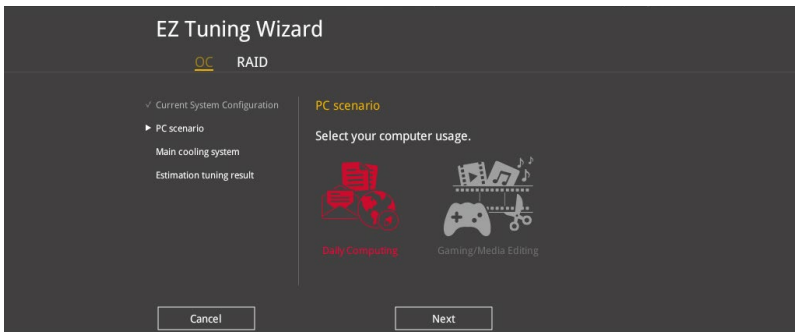 EZ Tuning Wizard
OC RAID
√ Current System Configuration
PC scenario
Main cooling system
Estimation tuning result
PC scenario
Select your computer usage.
Daily Computing
Gaming/Media Editing
Cancel
Next